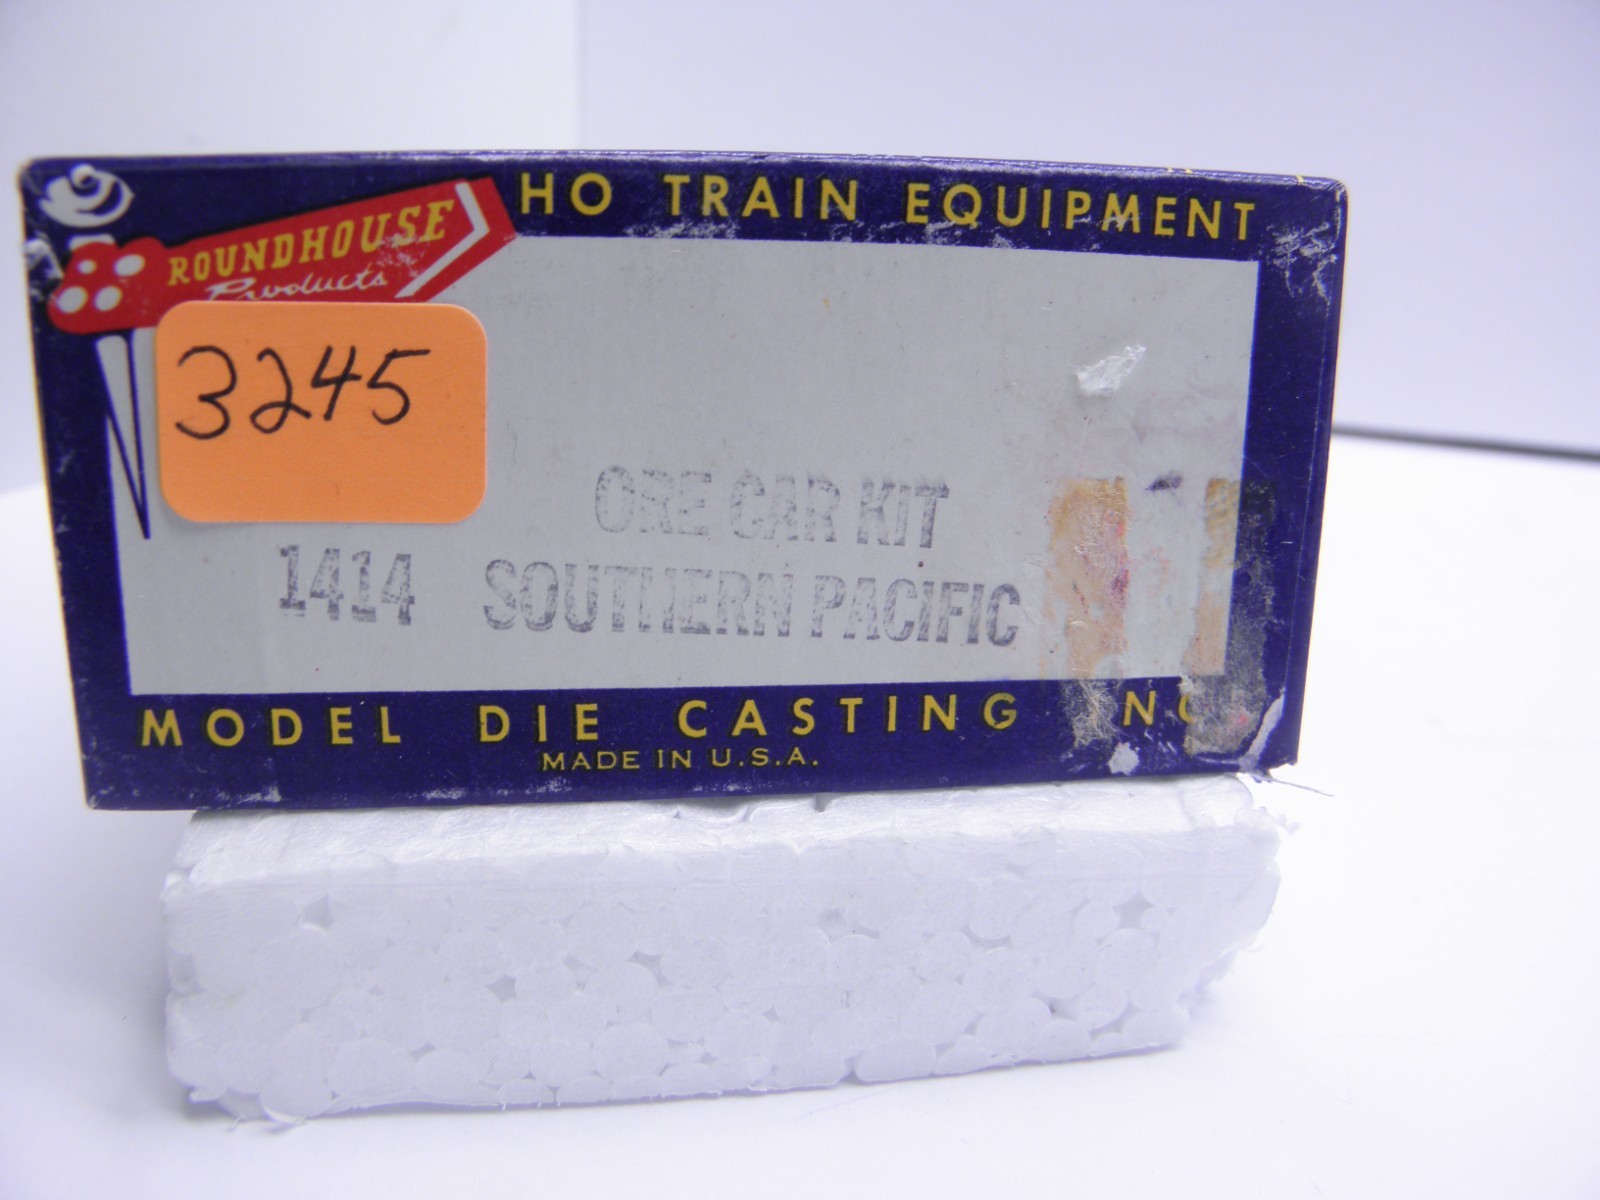 HO TRAIN EQUIPMENT
ROUNDHOUSE
Products
3245
ORE CAR KIT
1414 SOUTHERN PACIFIC
MODEL DIE CASTING
MADE IN U.S.A.